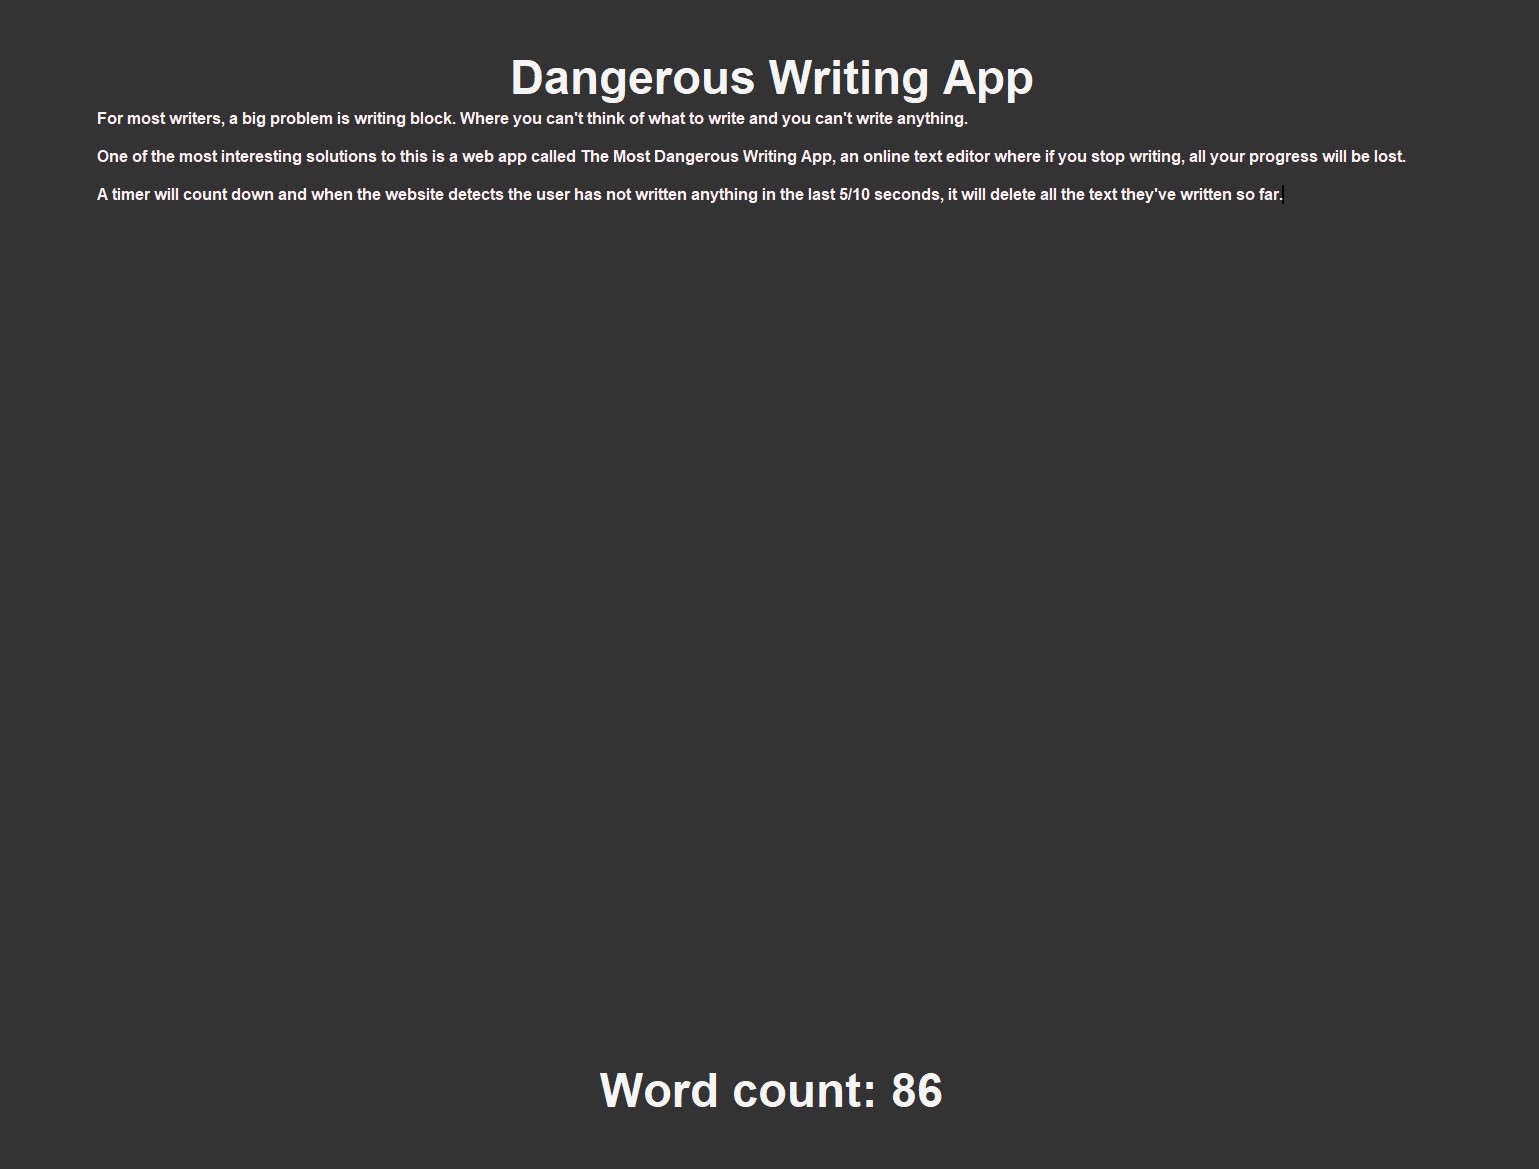 Dangerous Writing App
For most writers, a big problem is writing block. Where you can't think of what to write and you can't write anything.
One of the most interesting solutions to this is a web app called The Most Dangerous Writing App, an online text editor where if you stop writing, all your progress will be lost.
A timer will count down and when the website detects the user has not written anything in the last 5/10 seconds, it will delete all the text they've written so far.
Word count: 86